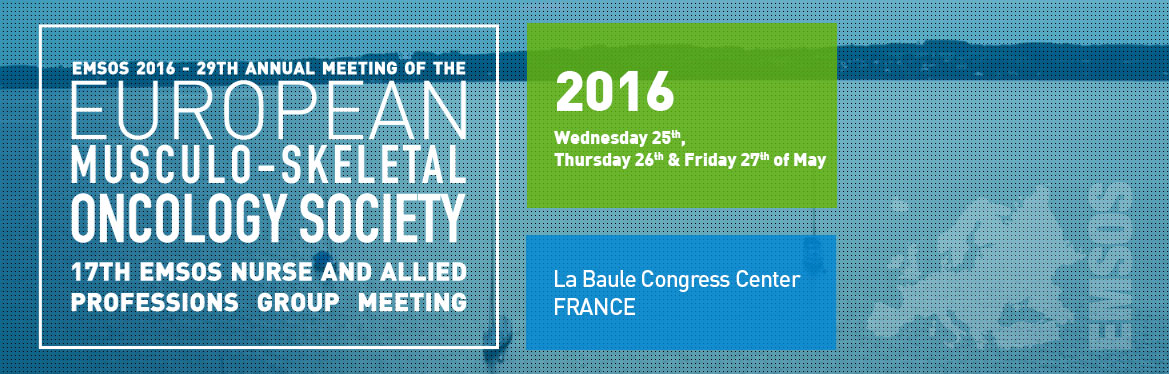 EMSOS 2016 - 29TH ANNUAL MEETING OF THE
EUROPEAN
MUSCULO-SKELETAL
ONCOLOGY SOCIETY
17TH EMSOS NURSE AND ALLIED
PROFESSIONS GROUP MEETING
2016
Wednesday 25th,
Thursday 26th & Friday 27th of May
La Baule Congress Center
FRANCE
EMSOS